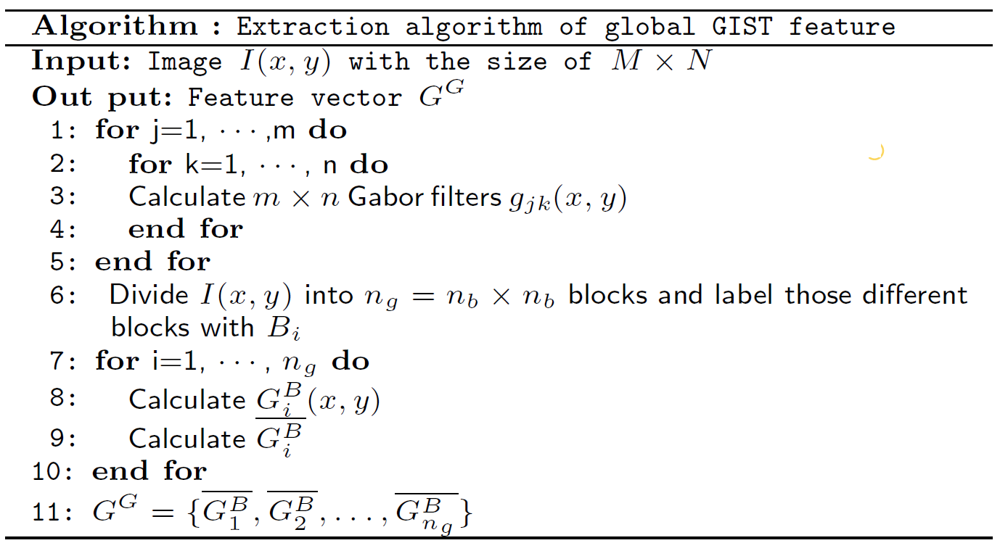 Algorithm : Extraction algorithm of global GIST feature
Input: Image $I(x, y)$ with the size of $M \times N$
Out put: Feature vector $G^G$
1: for j=1, ⋯ ,m do
2: for k=1, ⋯ , n do
3: Calculate $m \times n$ Gabor filters $g_{jk}(x, y)$
4: end for
5: end for
6: Divide $I(x, y)$ into $n_g = n_b \times n_b$ blocks and label those different
blocks with $B_i$
7: for i=1, ⋯ , $n_g$ do
8: Calculate $G_i^B(x, y)$
9: Calculate $\overline{G_i^B}$
10: end for
11: $G^G = \{\overline{G_1^B}, \overline{G_2^B}, \ldots, \overline{G_{n_g}^B}\}$